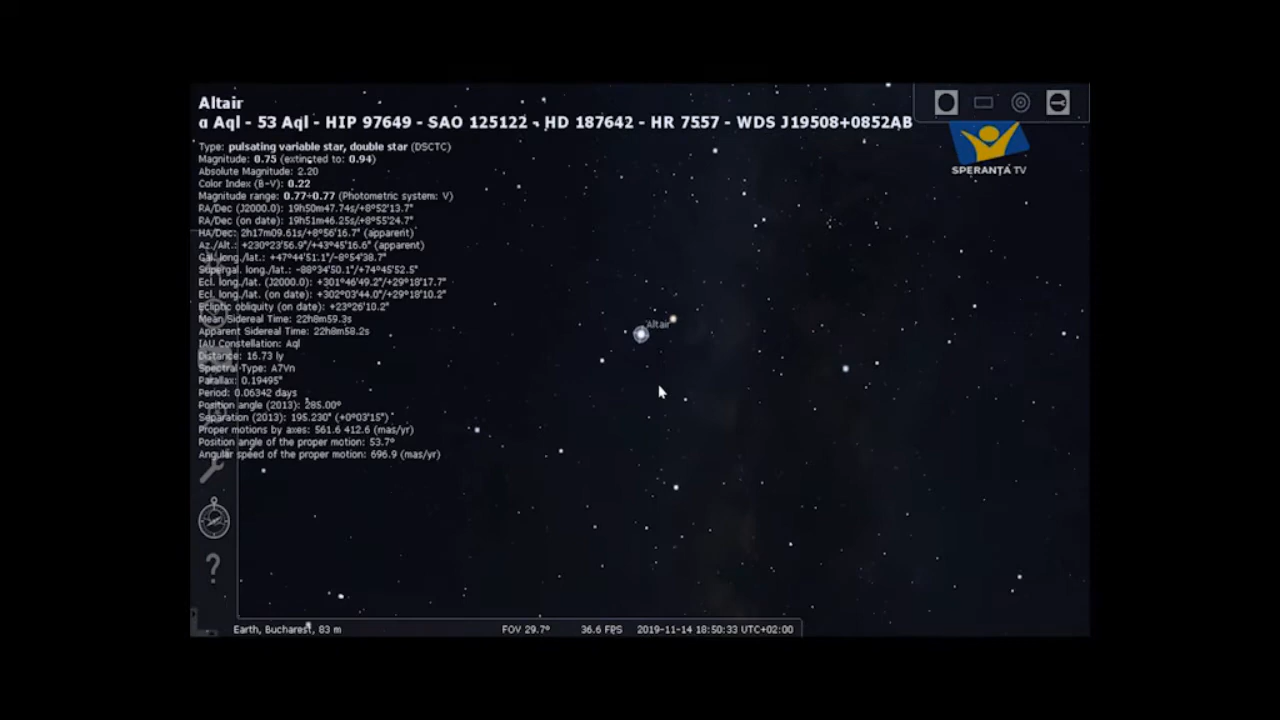 Altair
α Aql - 53 Aql - HIP 97649 - SAO 125122 - HD 187642 - HR 7557 - WDS J19508+0852AB
Type: pulsating variable star, double star (DSCTC)
Magnitude: 0.75 (extincted to: 0.94)
Absolute Magnitude: 2.20
Color Index (B-V): 0.22
Magnitude range: 0.77÷0.77 (Photometric system: V)
RA/Dec (J2000.0): 19h50m47.74s/+8°52'13.7"
RA/Dec (on date): 19h51m46.25s/+8°55'24.7"
HA/Dec: 2h17m09.61s/+8°56'16.7" (apparent)
Az./Alt.: +230°23'56.9"/+43°45'16.6" (apparent)
Gal. long./lat.: +47°44'51.1"/-8°54'38.7"
Supergal. long./lat.: -88°34'50.1"/+74°45'52.5"
Ecl. long./lat. (J2000.0): +301°46'49.2"/+29°18'17.7"
Ecl. long./lat. (on date): +302°03'44.0"/+29°18'10.2"
Ecliptic obliquity (on date): +23°26'10.2"
Mean Sidereal Time: 22h8m59.3s
Apparent Sidereal Time: 22h8m58.2s
IAU Constellation: Aql
Distance: 16.73 ly
Spectral Type: A7Vn
Parallax: 0.19495"
Period: 0.06342 days
Position angle (2013): 285.00°
Separation (2013): 195.230" (+0°03'15")
Proper motions by axes: 561.6 412.6 (mas/yr)
Position angle of the proper motion: 53.7°
Angular speed of the proper motion: 696.9 (mas/yr)
SPERANȚA TV
Altair
Earth, Bucharest, 83 m
FOV 29.7°
36.6 FPS
2019-11-14 18:50:33 UTC+02:00